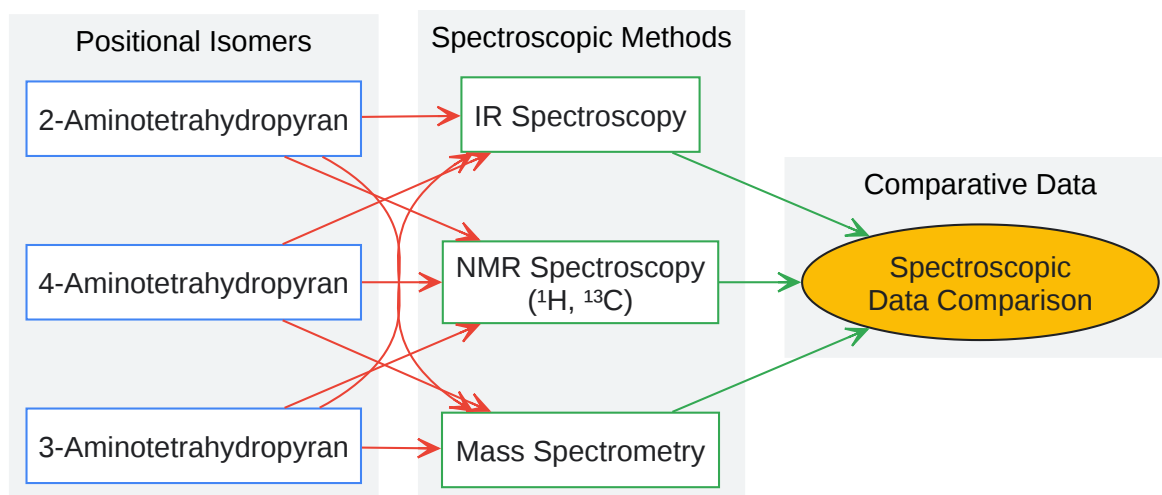 Positional Isomers
2-Aminotetrahydropyran
4-Aminotetrahydropyran
3-Aminotetrahydropyran
Spectroscopic Methods
IR Spectroscopy
NMR Spectroscopy
(¹H, ¹³C)
Mass Spectrometry
Comparative Data
Spectroscopic
Data Comparison